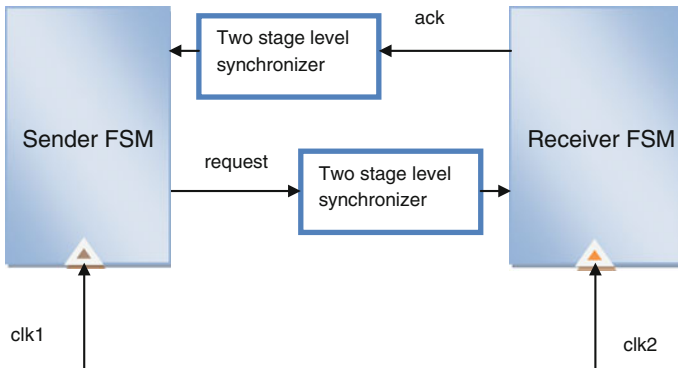 ack
Two stage level
synchronizer
Sender FSM
Receiver FSM
request
Two stage level
synchronizer
clk1
clk2